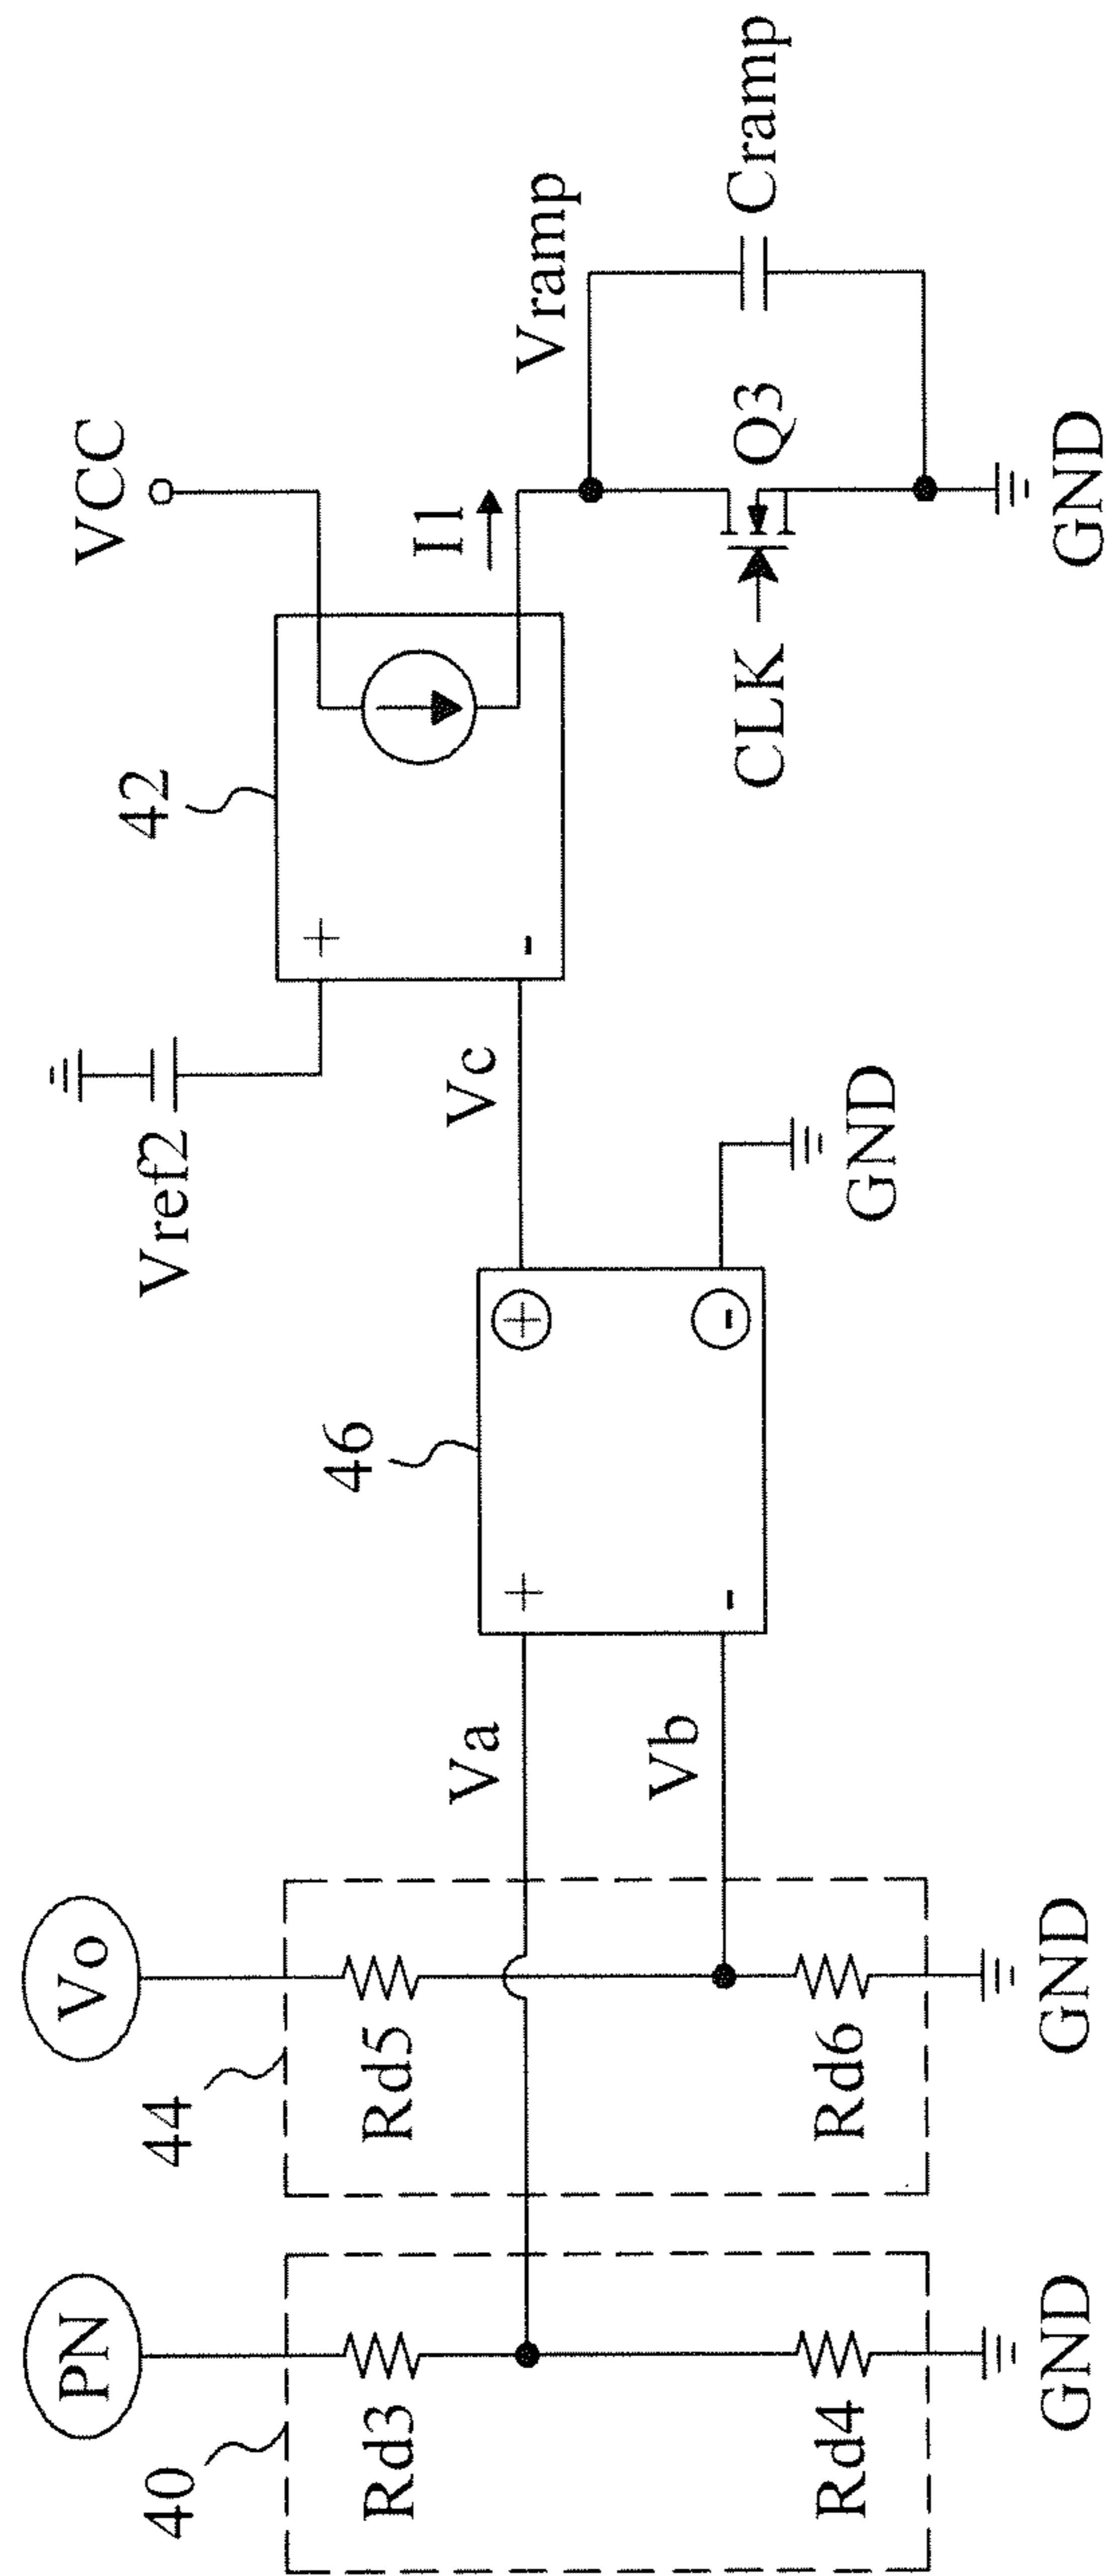 PN
Vo
40
44
Rd3
Rd5
Rd4
Rd6
GND
GND
Va
Vb
46
+
-
+
-
GND
Vc
Vref2
42
+
-
VCC
I1
Vramp
CLK
Q3
Cramp
GND